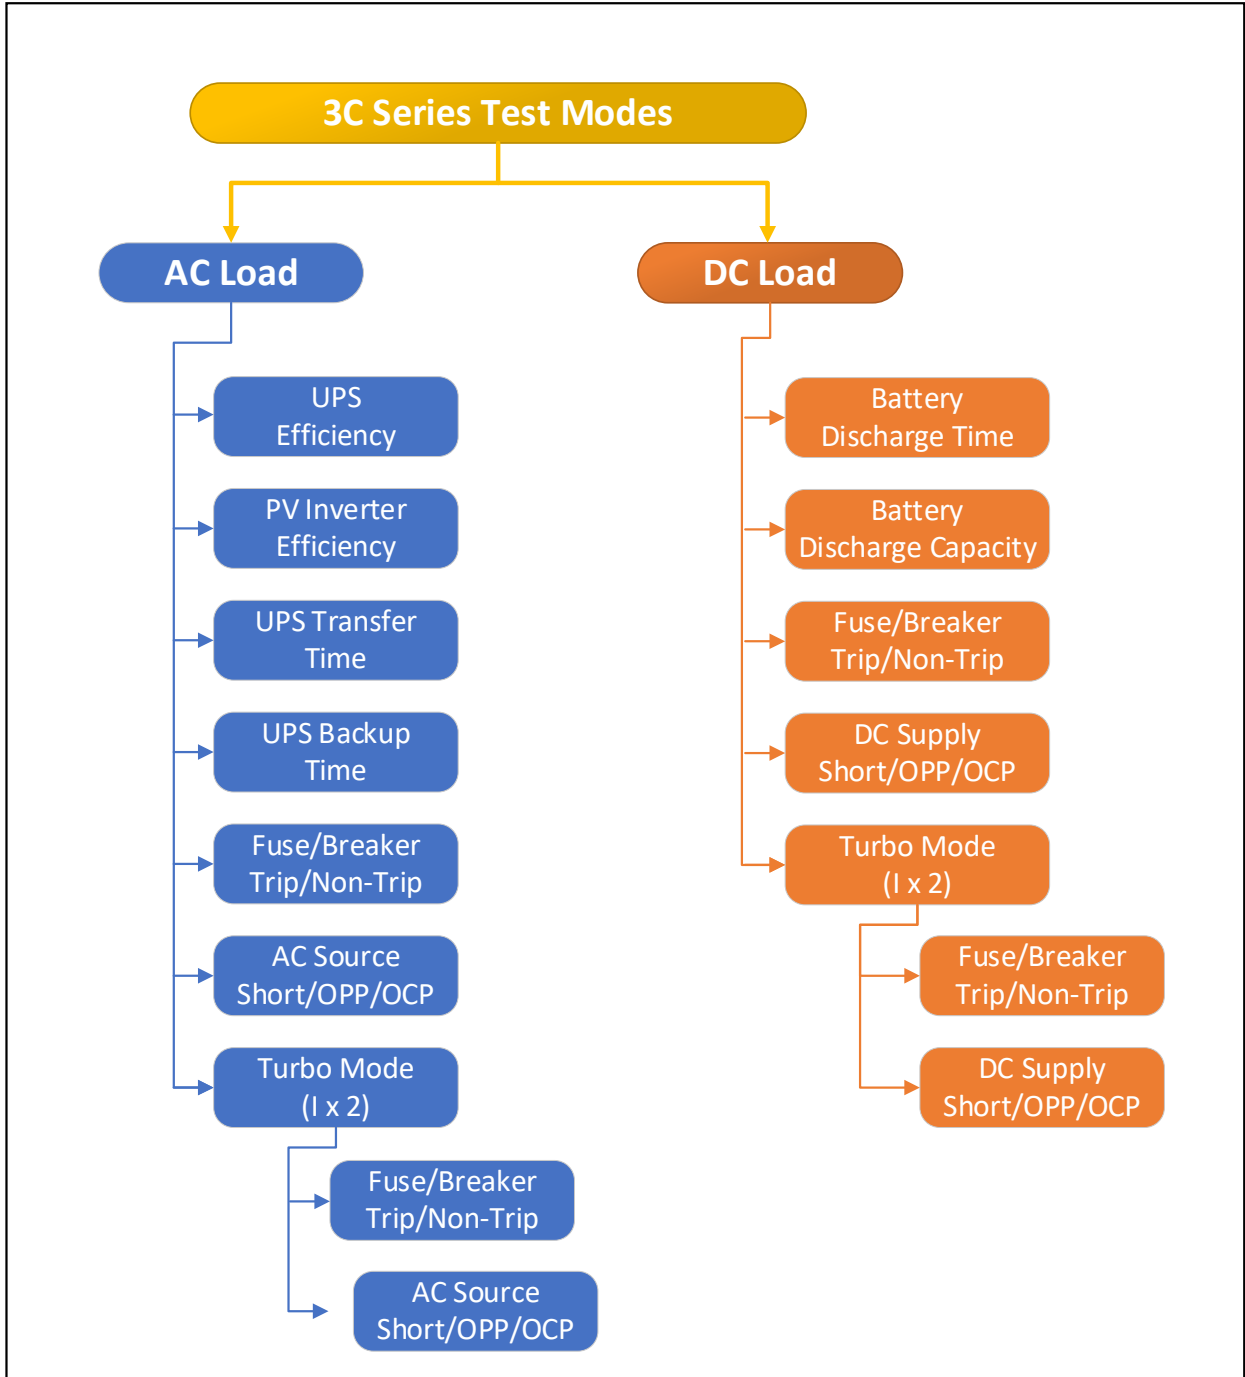 3C Series Test Modes
AC Load
UPS
Efficiency
PV Inverter
Efficiency
UPS Transfer
Time
UPS Backup
Time
Fuse/Breaker
Trip/Non-Trip
AC Source
Short/OPP/OCP
Turbo Mode
(I x 2)
Fuse/Breaker
Trip/Non-Trip
AC Source
Short/OPP/OCP
DC Load
Battery
Discharge Time
Battery
Discharge Capacity
Fuse/Breaker
Trip/Non-Trip
DC Supply
Short/OPP/OCP
Turbo Mode
(I x 2)
Fuse/Breaker
Trip/Non-Trip
DC Supply
Short/OPP/OCP